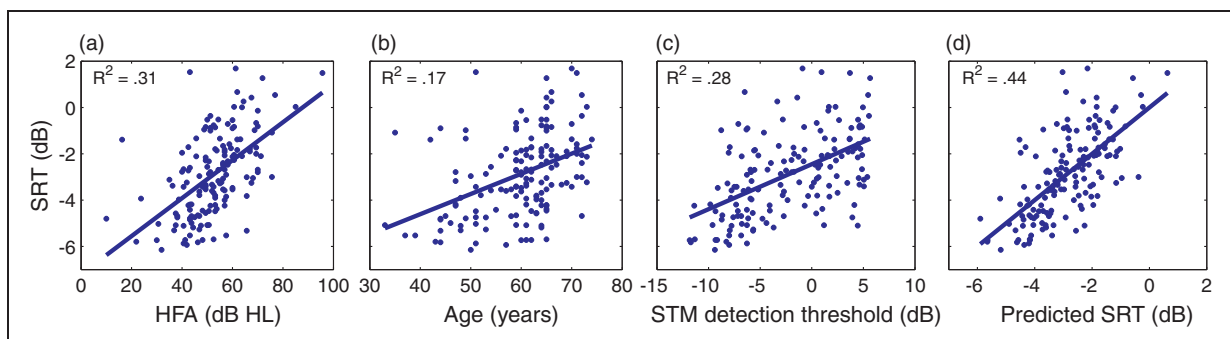 (a) (b) (c) (d)
R² = .31 R² = .17 R² = .28 R² = .44
SRT (dB)
2
0
-2
-4
-6
0 20 40 60 80 100 30 40 50 60 70 80 -15 -10 -5 0 5 10 -6 -4 -2 0 2
HFA (dB HL) Age (years) STM detection threshold (dB) Predicted SRT (dB)